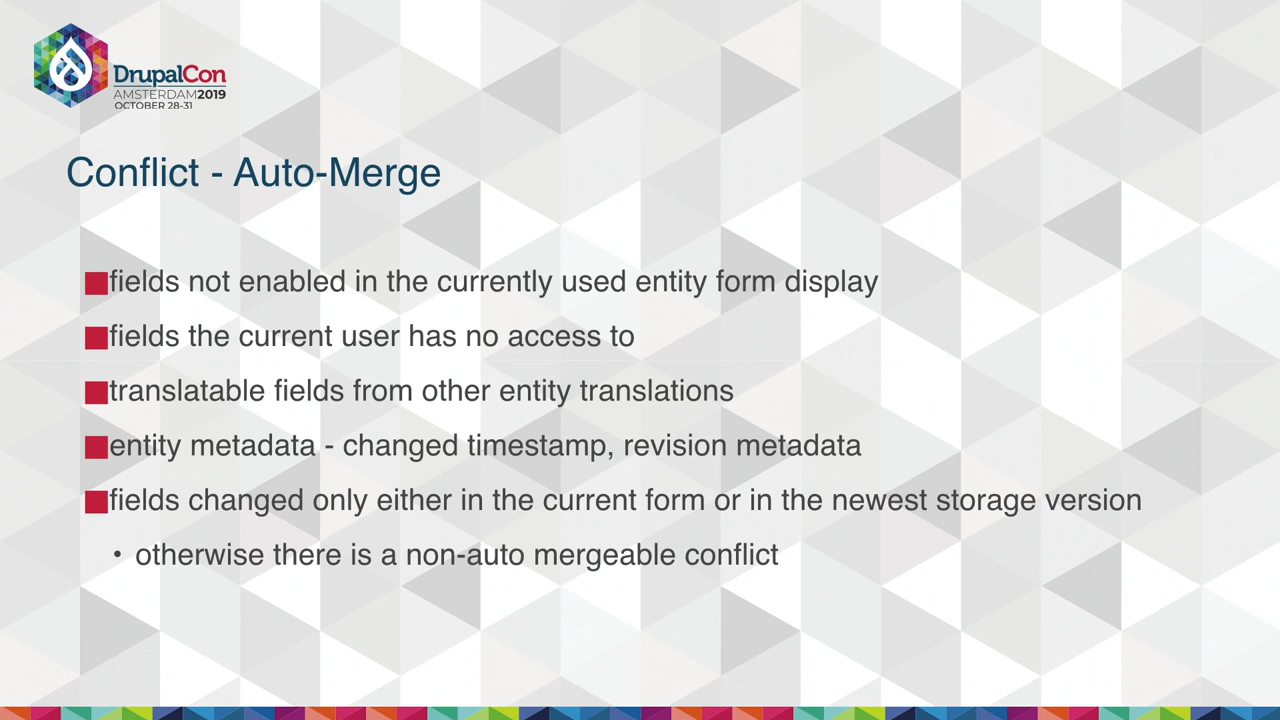 DrupalCon
AMSTERDAM2019
OCTOBER 28-31
Conflict - Auto-Merge
fields not enabled in the currently used entity form display
fields the current user has no access to
translatable fields from other entity translations
entity metadata - changed timestamp, revision metadata
fields changed only either in the current form or in the newest storage version
• otherwise there is a non-auto mergeable conflict